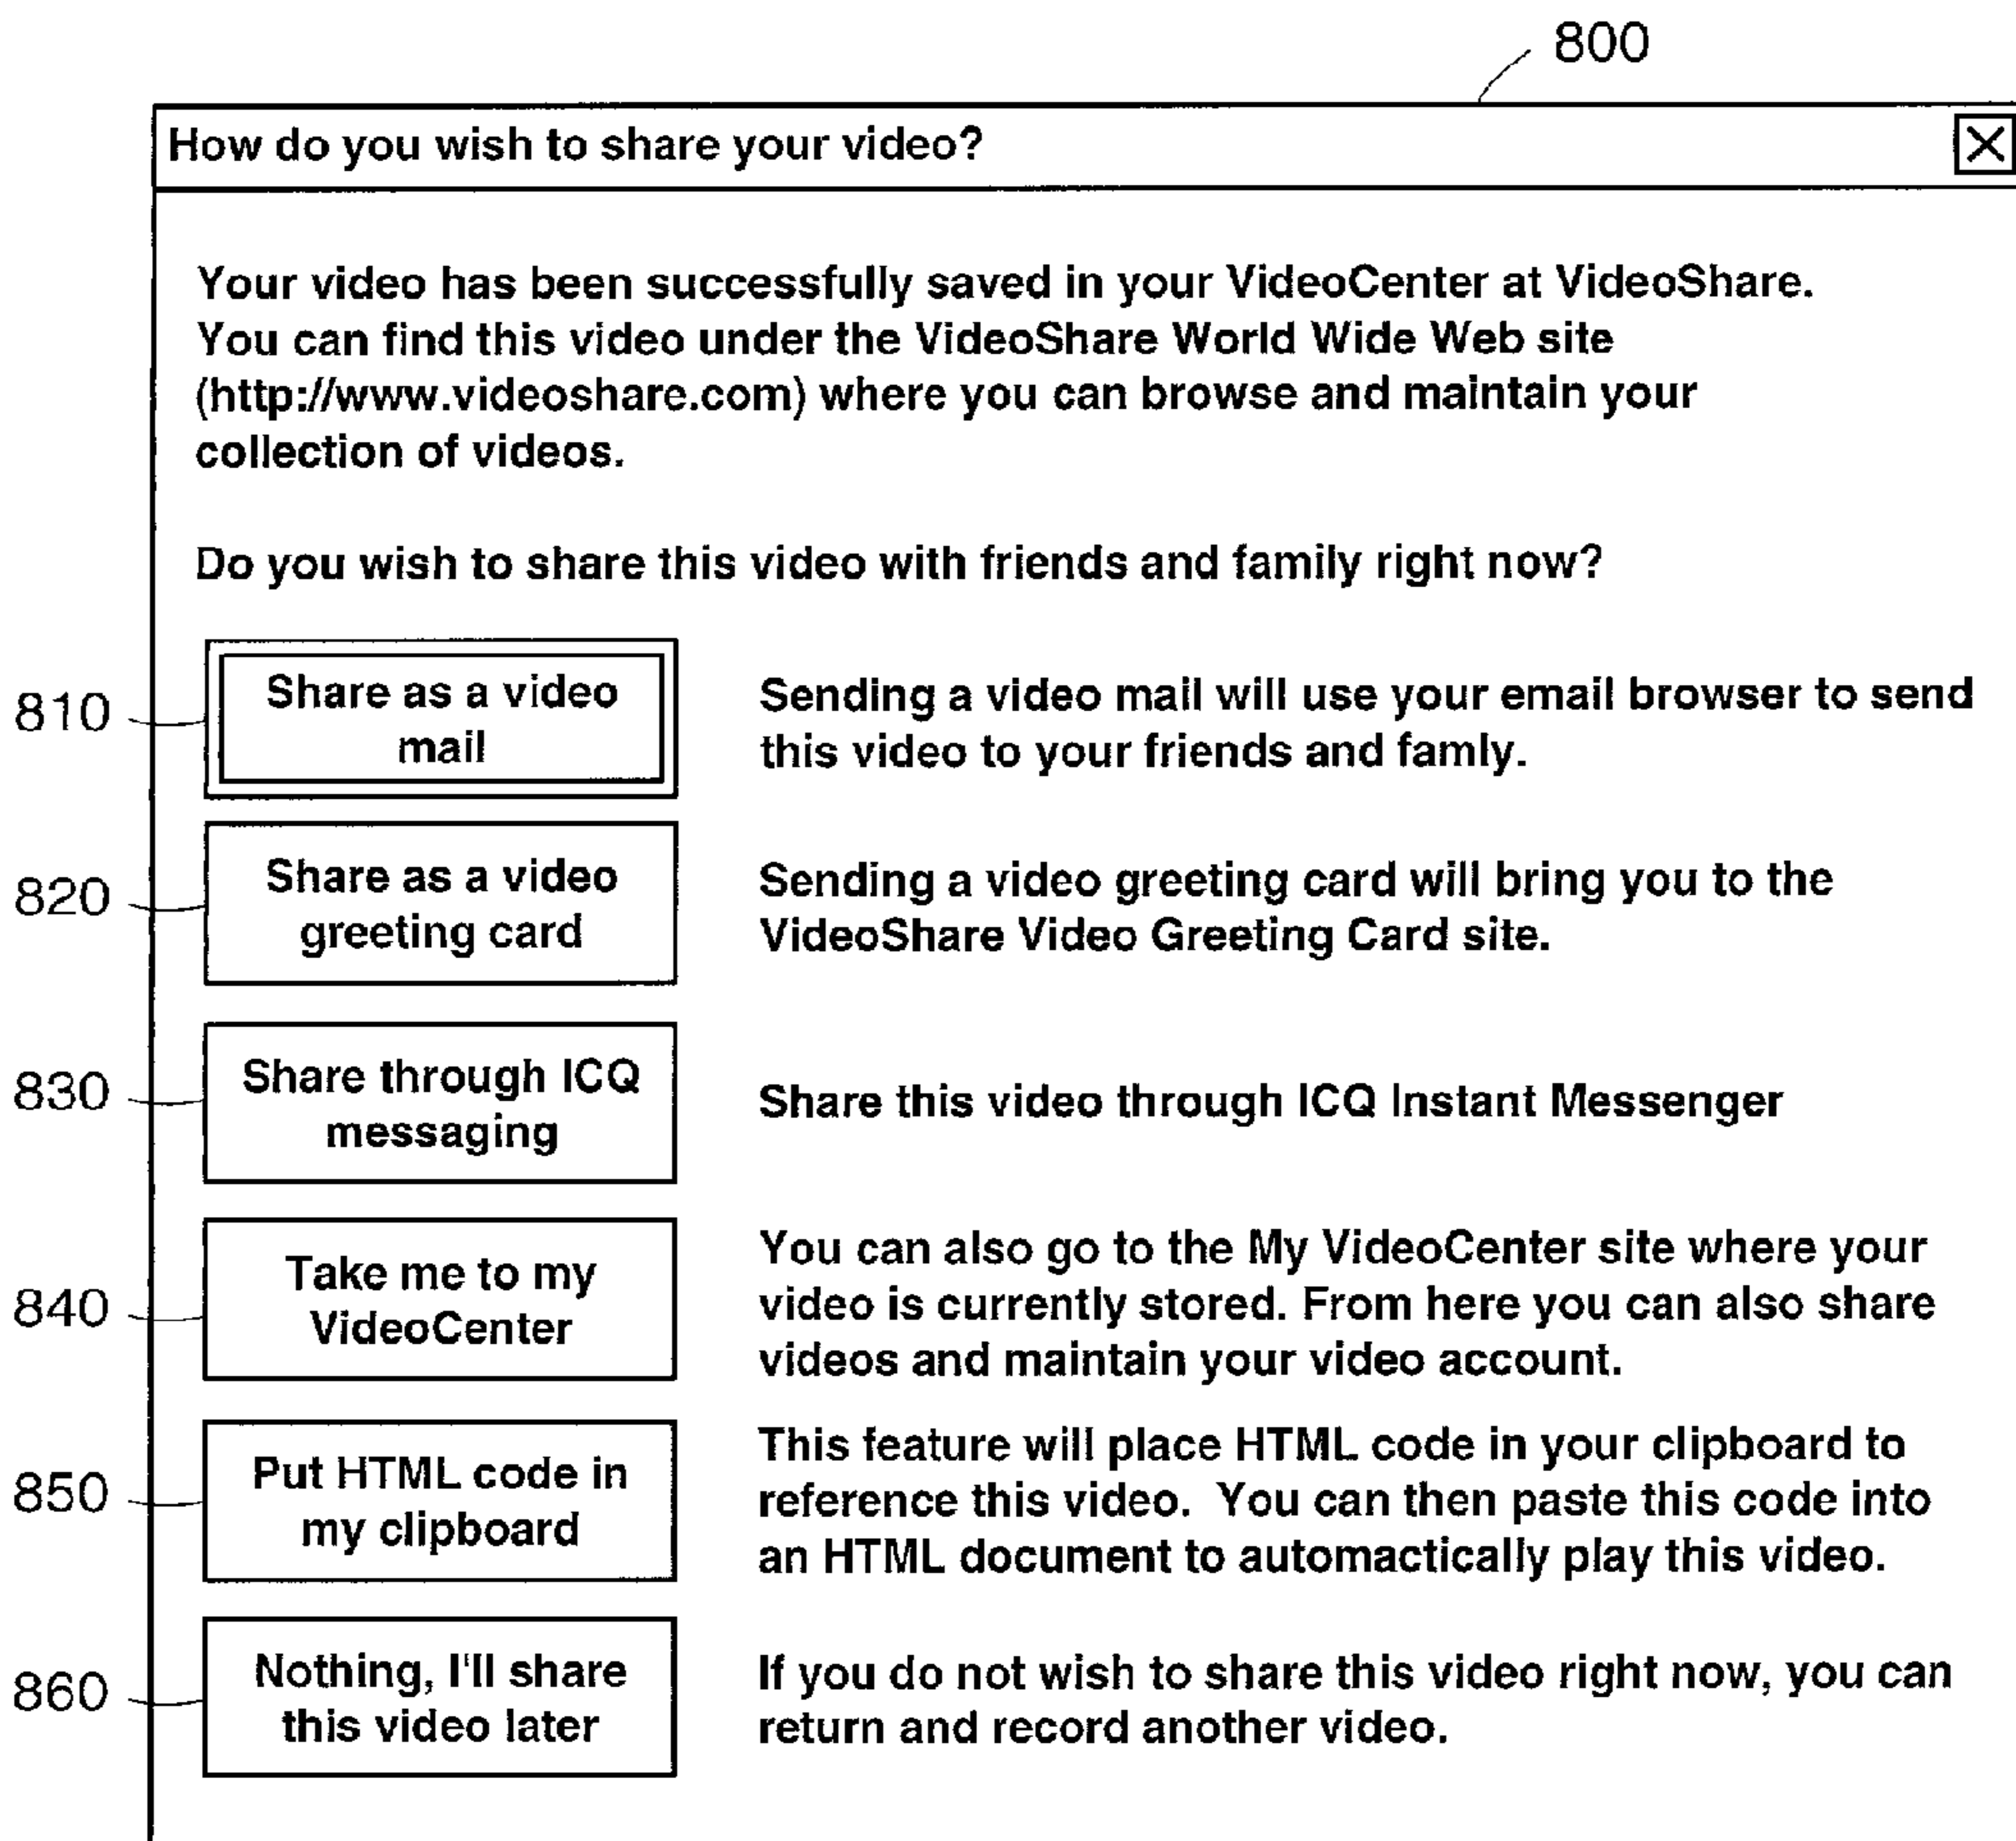 800
How do you wish to share your video?
Your video has been successfully saved in your VideoCenter at VideoShare.
You can find this video under the VideoShare World Wide Web site
(http://www.videoshare.com) where you can browse and maintain your
collection of videos.
Do you wish to share this video with friends and family right now?
810
Share as a video
mail
Sending a video mail will use your email browser to send
this video to your friends and famly.
820
Share as a video
greeting card
Sending a video greeting card will bring you to the
VideoShare Video Greeting Card site.
830
Share through ICQ
messaging
Share this video through ICQ Instant Messenger
840
Take me to my
VideoCenter
You can also go to the My VideoCenter site where your
video is currently stored. From here you can also share
videos and maintain your video account.
850
Put HTML code in
my clipboard
This feature will place HTML code in your clipboard to
reference this video. You can then paste this code into
an HTML document to automactically play this video.
860
Nothing, I'll share
this video later
If you do not wish to share this video right now, you can
return and record another video.